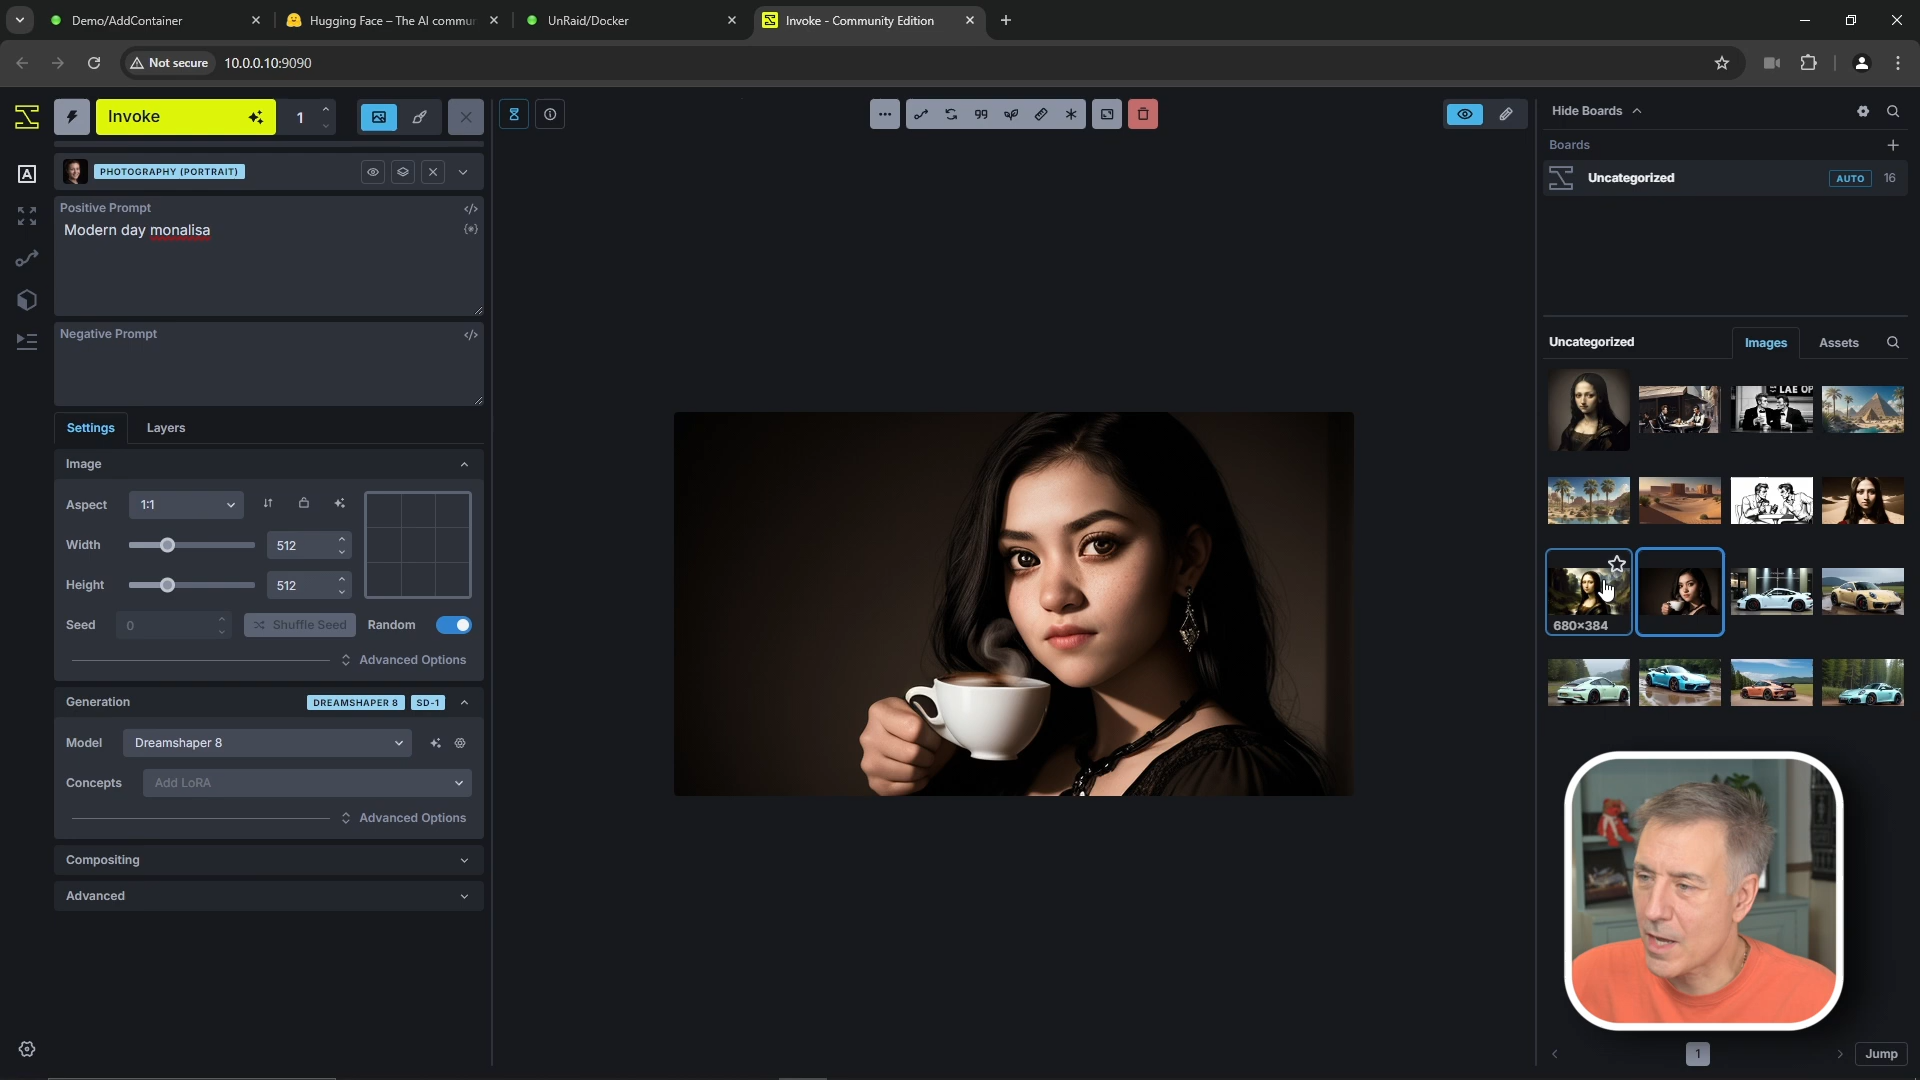 Demo/AddContainer
Hugging Face – The AI commun
UnRaid/Docker
Invoke - Community Edition
Not secure
10.0.0.10:9090
Invoke
1
Hide Boards
PHOTOGRAPHY (PORTRAIT)
Boards
Uncategorized
AUTO
16
Positive Prompt
Modern day monalisa
Negative Prompt
Uncategorized
Images
Assets
LAE OP
Settings
Layers
Image
Aspect
1:1
Width
512
Height
512
Seed
0
Shuffle Seed
Random
680×384
Advanced Options
Generation
DREAMSHAPER 8
SD-1
Model
Dreamshaper 8
Concepts
Add LoRA
Advanced Options
Compositing
Advanced
1
Jump